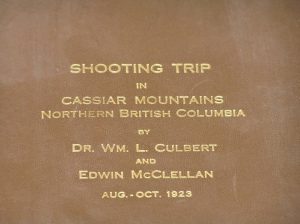 SHOOTING TRIP
IN
CASSIAR MOUNTAINS
NORTHERN BRITISH COLUMBIA
BY
DR. WM. L. CULBERT
AND
EDWIN MCCLELLAN
AUG.-OCT. 1923